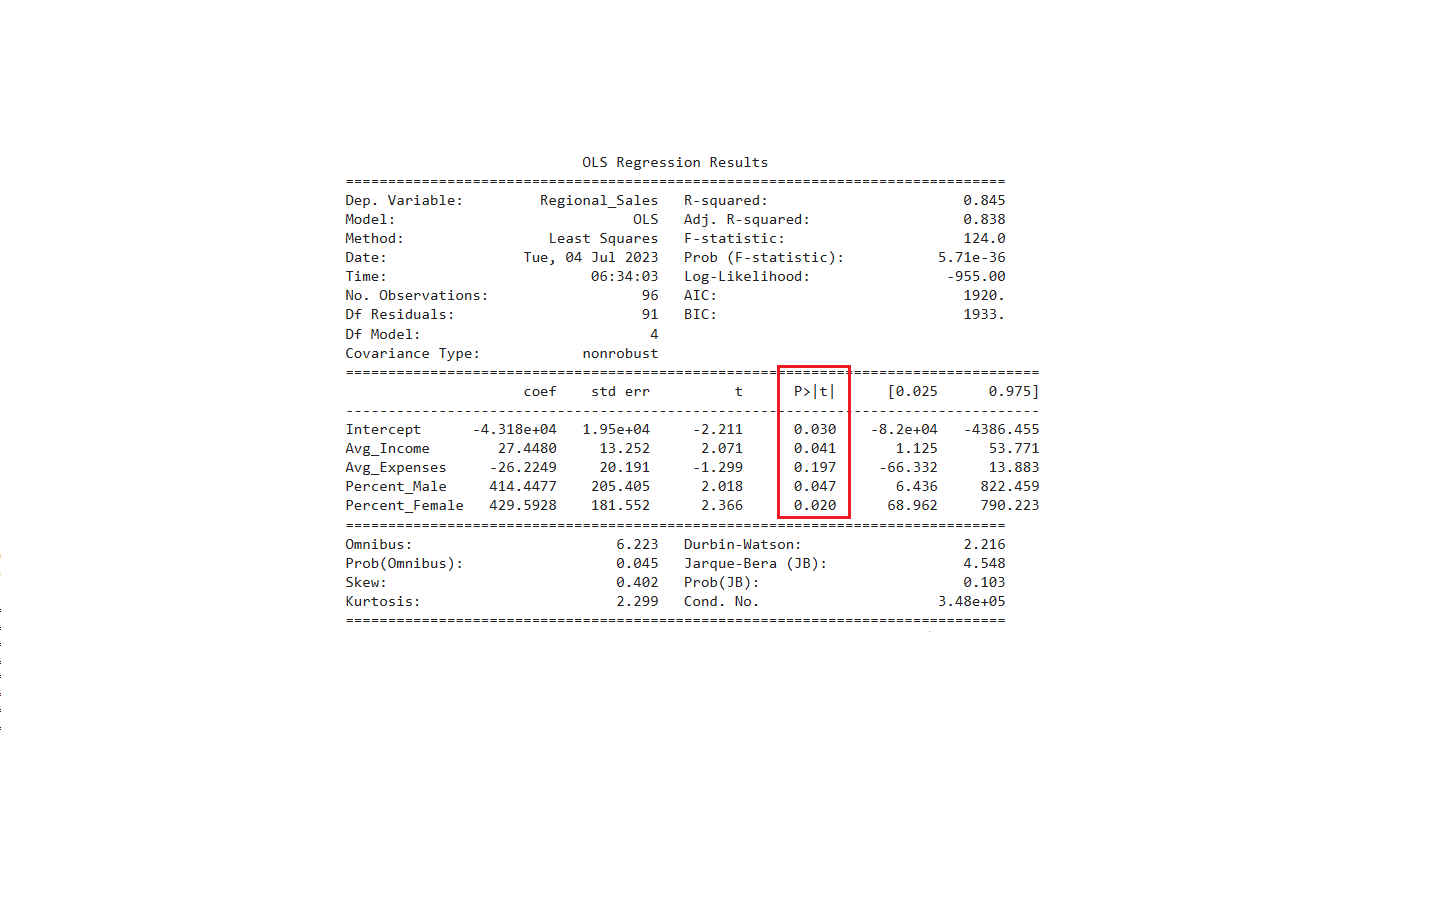 OLS Regression Results
==============================================================================
Dep. Variable:         Regional_Sales   R-squared:                       0.845
Model:                            OLS   Adj. R-squared:                  0.838
Method:                 Least Squares   F-statistic:                     124.0
Date:                Tue, 04 Jul 2023   Prob (F-statistic):           5.71e-36
Time:                        06:34:03   Log-Likelihood:                -955.00
No. Observations:                  96   AIC:                             1920.
Df Residuals:                      91   BIC:                             1933.
Df Model:                           4
Covariance Type:            nonrobust
==================================================================================
                     coef    std err          t      P>|t|      [0.025      0.975]
----------------------------------------------------------------------------------
Intercept      -4.318e+04   1.95e+04     -2.211      0.030    -8.2e+04   -4386.455
Avg_Income        27.4480     13.252      2.071      0.041       1.125      53.771
Avg_Expenses     -26.2249     20.191     -1.299      0.197     -66.332      13.883
Percent_Male     414.4477    205.405      2.018      0.047       6.436     822.459
Percent_Female   429.5928    181.552      2.366      0.020      68.962     790.223
==============================================================================
Omnibus:                        6.223   Durbin-Watson:                   2.216
Prob(Omnibus):                  0.045   Jarque-Bera (JB):                4.548
Skew:                           0.402   Prob(JB):                        0.103
Kurtosis:                       2.299   Cond. No.                     3.48e+05
==============================================================================